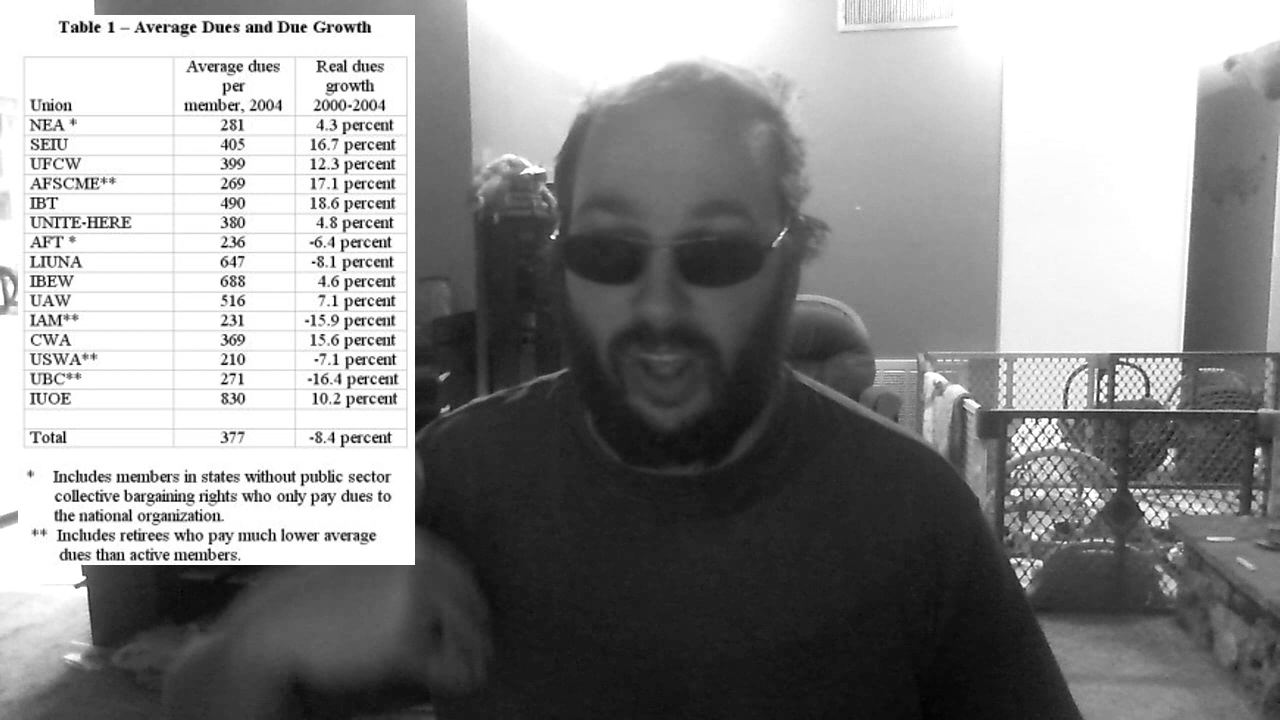 Table 1 – Average Dues and Due Growth
Union Average dues per member, 2004 Real dues growth 2000-2004
NEA * 281 4.3 percent
SEIU 405 16.7 percent
UFCW 399 12.3 percent
AFSCME** 269 17.1 percent
IBT 490 18.6 percent
UNITE-HERE 380 4.8 percent
AFT * 236 -6.4 percent
LIUNA 647 -8.1 percent
IBEW 688 4.6 percent
UAW 516 7.1 percent
IAM** 231 -15.9 percent
CWA 369 15.6 percent
USWA** 210 -7.1 percent
UBC** 271 -16.4 percent
IUOE 830 10.2 percent
Total 377 -8.4 percent
* Includes members in states without public sector
collective bargaining rights who only pay dues to
the national organization.
** Includes retirees who pay much lower average
dues than active members.